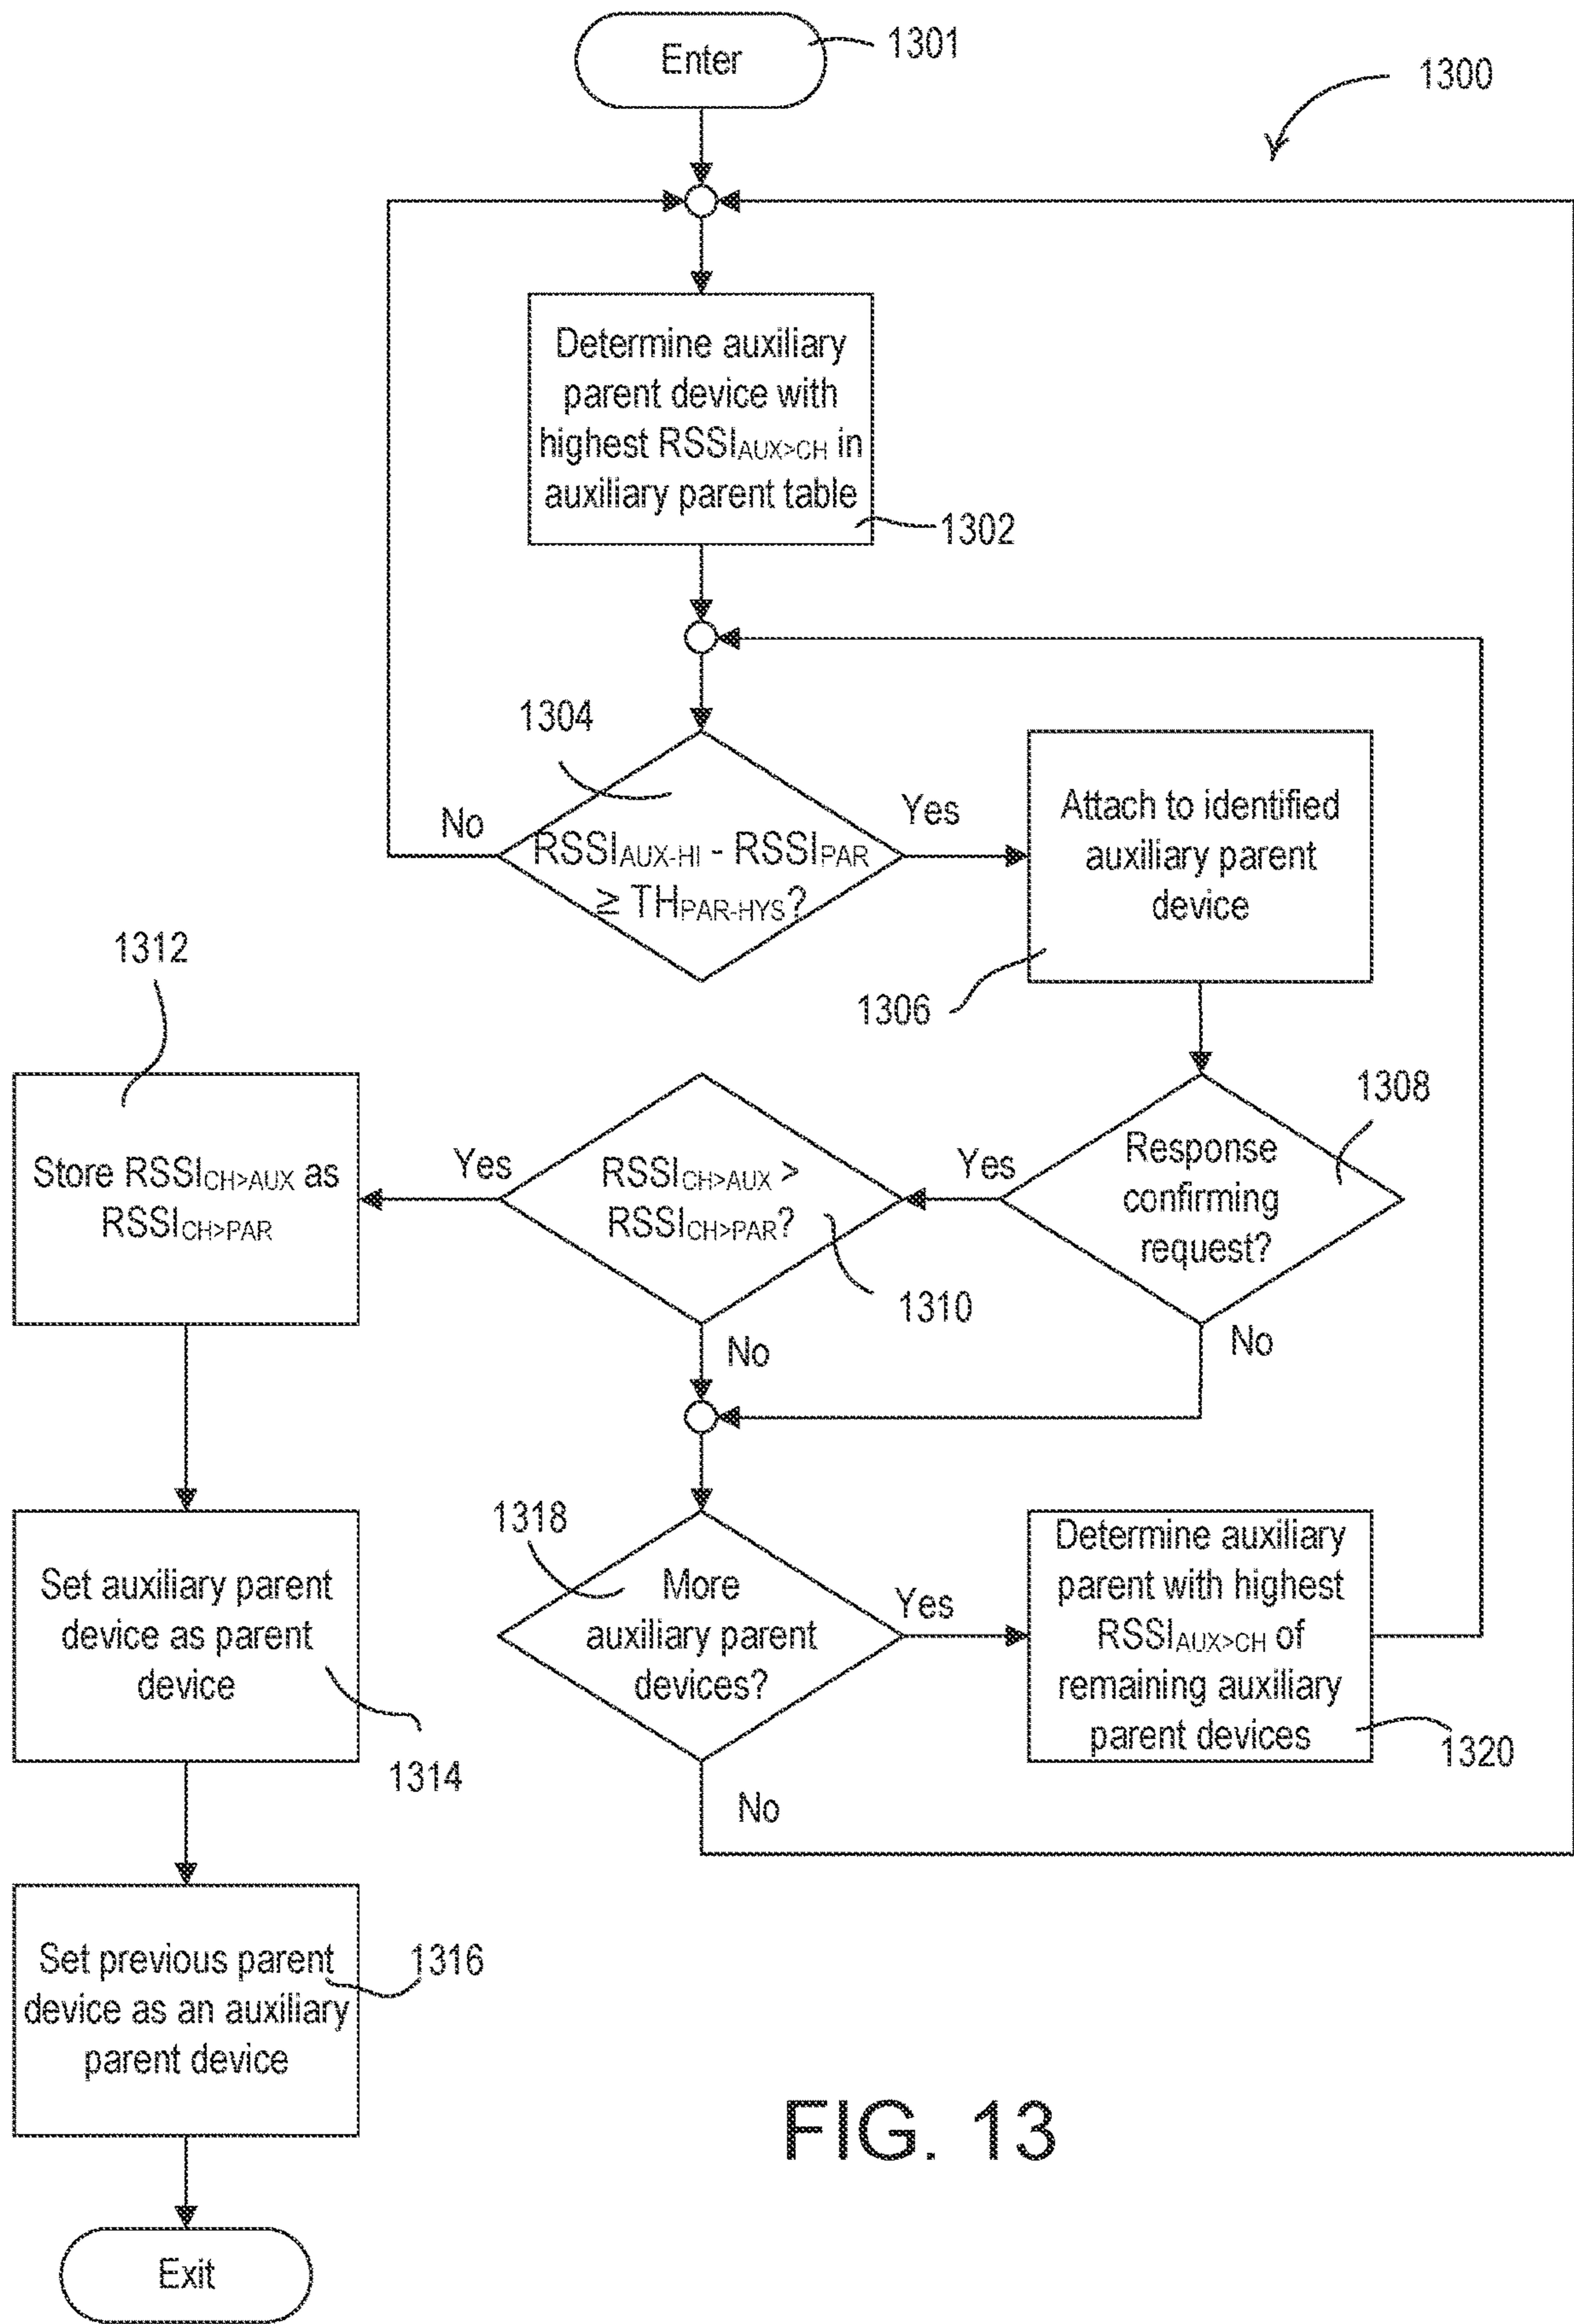 Enter
1301
1300
Determine auxiliary
parent device with
highest RSSIAUX>CH in
auxiliary parent table
1302
1304
No
RSSIAUX-HI - RSSIPAR
≥ THPAR-HYS?
Yes
Attach to identified
auxiliary parent
device
1306
1312
Store RSSICH>AUX as
RSSICH>PAR
Yes
RSSICH>AUX >
RSSICH>PAR?
1310
No
Yes
Response
confirming
request?
1308
No
1318
More
auxiliary parent
devices?
Yes
No
Determine auxiliary
parent with highest
RSSIAUX>CH of
remaining auxiliary
parent devices
1320
Set auxiliary parent
device as parent
device
1314
Set previous parent
device as an auxiliary
parent device
1316
Exit
FIG. 13